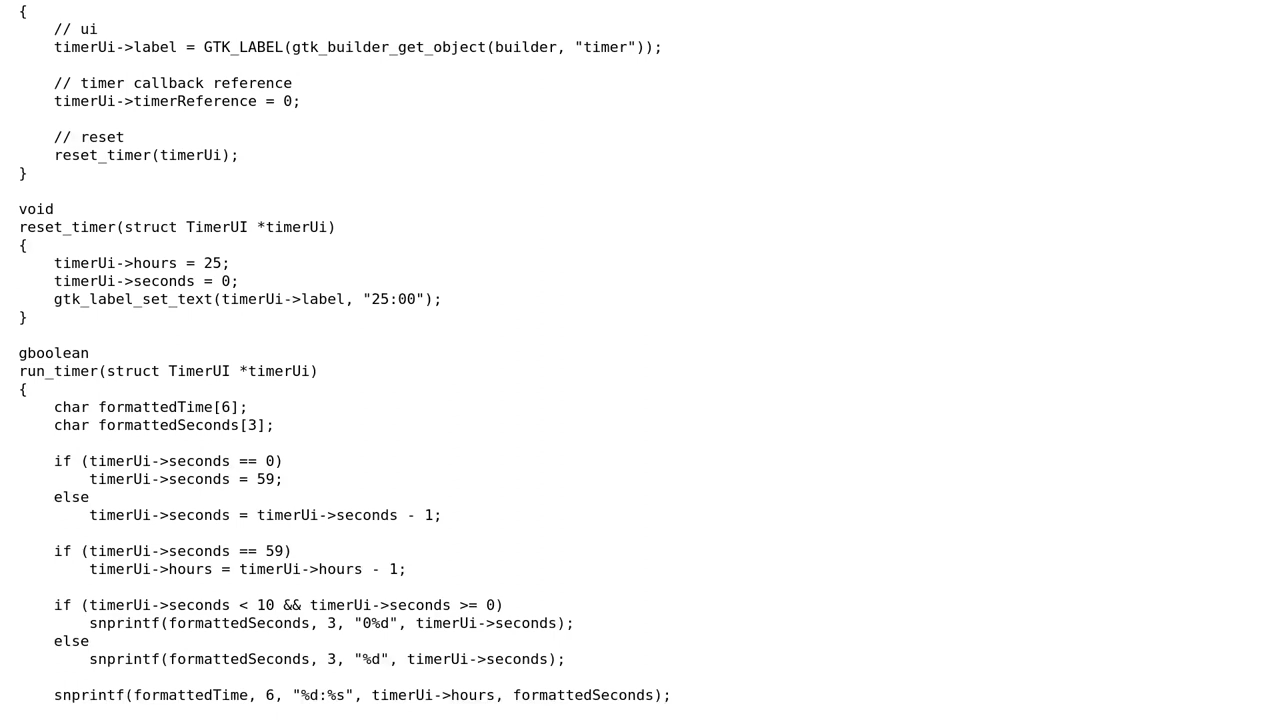 {
    // ui
    timerUi->label = GTK_LABEL(gtk_builder_get_object(builder, "timer"));

    // timer callback reference
    timerUi->timerReference = 0;

    // reset
    reset_timer(timerUi);
}

void
reset_timer(struct TimerUI *timerUi)
{
    timerUi->hours = 25;
    timerUi->seconds = 0;
    gtk_label_set_text(timerUi->label, "25:00");
}

gboolean
run_timer(struct TimerUI *timerUi)
{
    char formattedTime[6];
    char formattedSeconds[3];

    if (timerUi->seconds == 0)
        timerUi->seconds = 59;
    else
        timerUi->seconds = timerUi->seconds - 1;

    if (timerUi->seconds == 59)
        timerUi->hours = timerUi->hours - 1;

    if (timerUi->seconds < 10 && timerUi->seconds >= 0)
        snprintf(formattedSeconds, 3, "0%d", timerUi->seconds);
    else
        snprintf(formattedSeconds, 3, "%d", timerUi->seconds);

    snprintf(formattedTime, 6, "%d:%s", timerUi->hours, formattedSeconds);